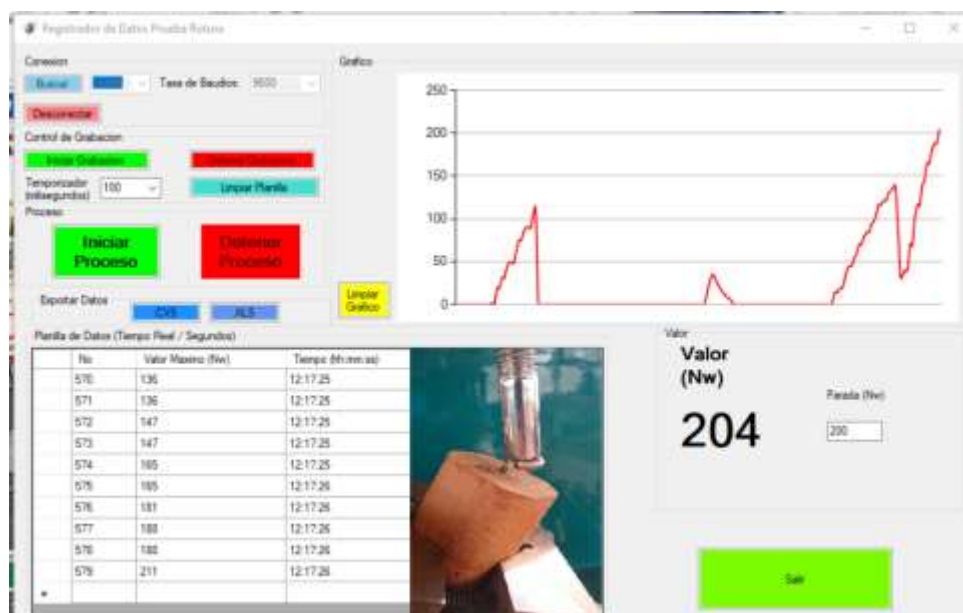 Registrador de Datos Prueba Rotura
Conexion
Buscar
Tasa de Baudios: 9600
Desconectar
Control de Grabacion
Iniciar Grabacion
Detener Grabacion
Temporizador
(milisegundos)
100
Limpiar Planilla
Proceso
Iniciar
Proceso
Detener
Proceso
Exportar Datos
CVS
XLS
Grafico
250
200
150
100
50
0
Limpiar
Grafico
Planilla de Datos (Tiempo Real / Segundos)
No Valor Maximo (Nw) Tiempo (hh:mm:ss)
570 136 12:17:25
571 136 12:17:25
572 147 12:17:25
573 147 12:17:25
574 165 12:17:25
575 165 12:17:25
576 181 12:17:26
577 188 12:17:26
578 188 12:17:26
579 211 12:17:26
Valor
Valor
(Nw)
204
Parada (Nw)
200
Salir